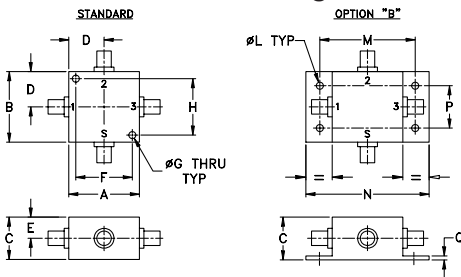 STANDARD
D
D
B
2
1
3
S
H
F
A
ØG THRU
TYP
E
C
OPTION "B"
ØL TYP
M
2
1
3
S
P
=
=
N
C
Q